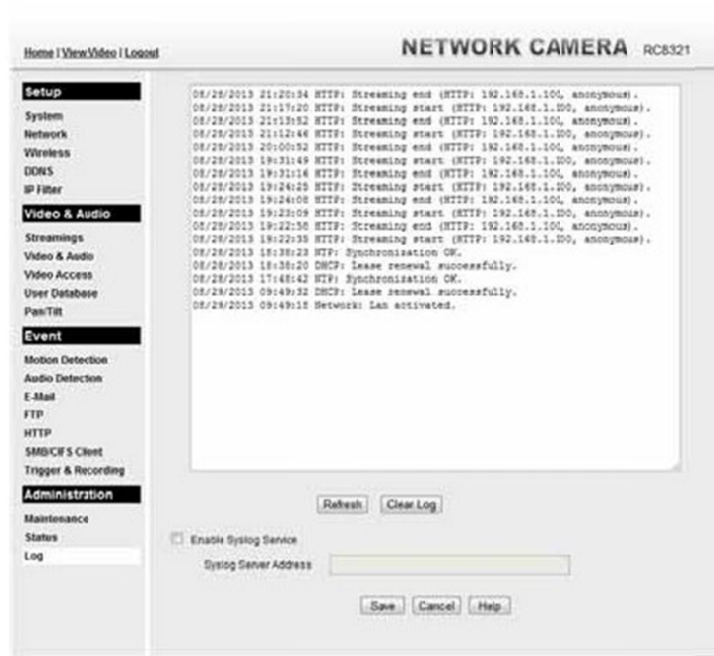 Home | View Video | Logout
NETWORK CAMERA RC8321
Setup
System
Network
Wireless
DDNS
IP Filter
Video & Audio
Streamings
Video & Audio
Video Access
User Database
Pan/Tilt
Event
Motion Detection
Audio Detection
E-Mail
FTP
HTTP
SMB/CIFS Client
Trigger & Recording
Administration
Maintenance
Status
Log
08/28/2013 21:20:34 HTTP: Streaming end (HTTP: 192.168.1.100, anonymous).
08/28/2013 21:17:20 HTTP: Streaming start (HTTP: 192.168.1.100, anonymous).
08/28/2013 21:13:52 HTTP: Streaming end (HTTP: 192.168.1.100, anonymous).
08/28/2013 21:12:46 HTTP: Streaming start (HTTP: 192.168.1.100, anonymous).
08/28/2013 20:00:52 HTTP: Streaming end (HTTP: 192.168.1.100, anonymous).
08/28/2013 19:31:49 HTTP: Streaming start (HTTP: 192.168.1.100, anonymous).
08/28/2013 19:31:16 HTTP: Streaming end (HTTP: 192.168.1.100, anonymous).
08/28/2013 19:24:25 HTTP: Streaming start (HTTP: 192.168.1.100, anonymous).
08/28/2013 19:24:08 HTTP: Streaming end (HTTP: 192.168.1.100, anonymous).
08/28/2013 19:23:09 HTTP: Streaming start (HTTP: 192.168.1.100, anonymous).
08/28/2013 19:22:58 HTTP: Streaming end (HTTP: 192.168.1.100, anonymous).
08/28/2013 19:22:35 HTTP: Streaming start (HTTP: 192.168.1.100, anonymous).
08/28/2013 18:38:23 NTP: Synchronization OK.
08/28/2013 18:38:20 DHCP: Lease renewal successfully.
08/28/2013 17:48:42 NTP: Synchronization OK.
08/29/2013 09:49:32 DHCP: Lease renewal successfully.
08/29/2013 09:49:18 Network: Lan activated.
Refresh
Clear Log
Enable Syslog Service
Syslog Server Address
Save
Cancel
Help